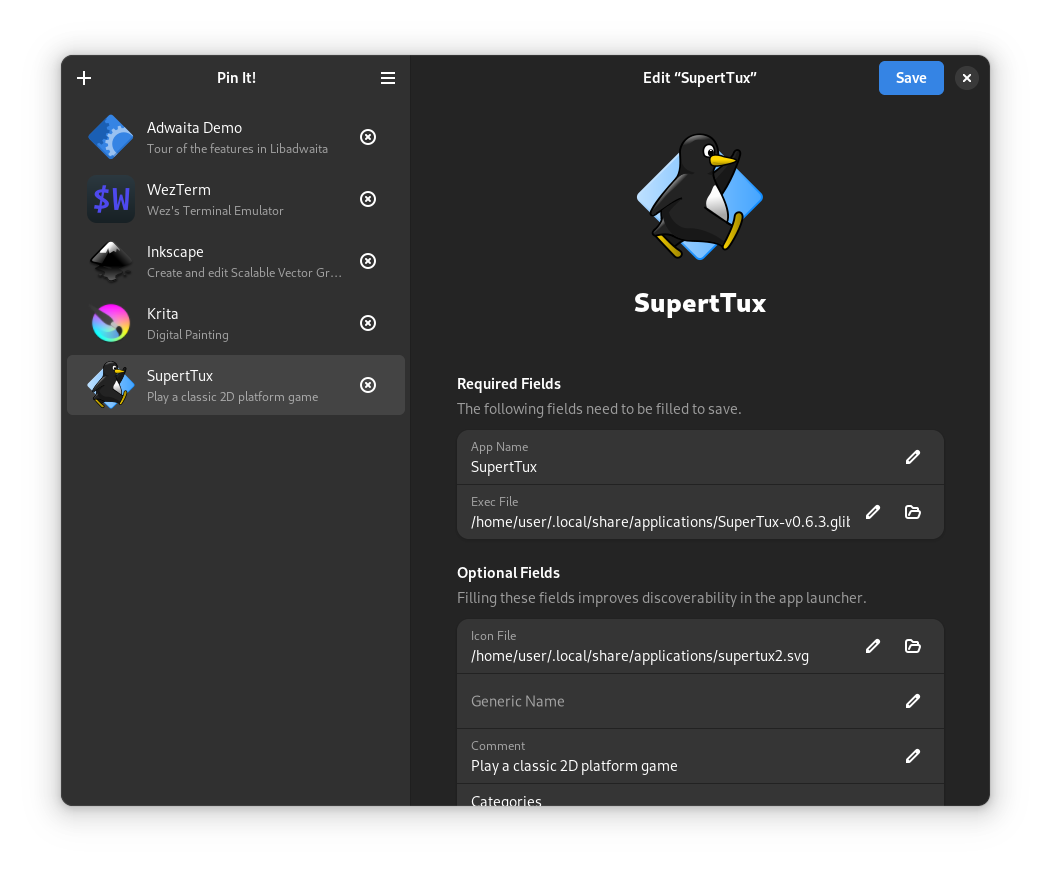 Pin It!
Adwaita Demo
Tour of the features in Libadwaita
$W
WezTerm
Wez's Terminal Emulator
Inkscape
Create and edit Scalable Vector Gr…
Krita
Digital Painting
SupertTux
Play a classic 2D platform game
Edit “SupertTux”
Save
SupertTux
Required Fields
The following fields need to be filled to save.
App Name
SupertTux
Exec File
/home/user/.local/share/applications/SuperTux-v0.6.3.glib
Optional Fields
Filling these fields improves discoverability in the app launcher.
Icon File
/home/user/.local/share/applications/supertux2.svg
Generic Name
Comment
Play a classic 2D platform game
Categories